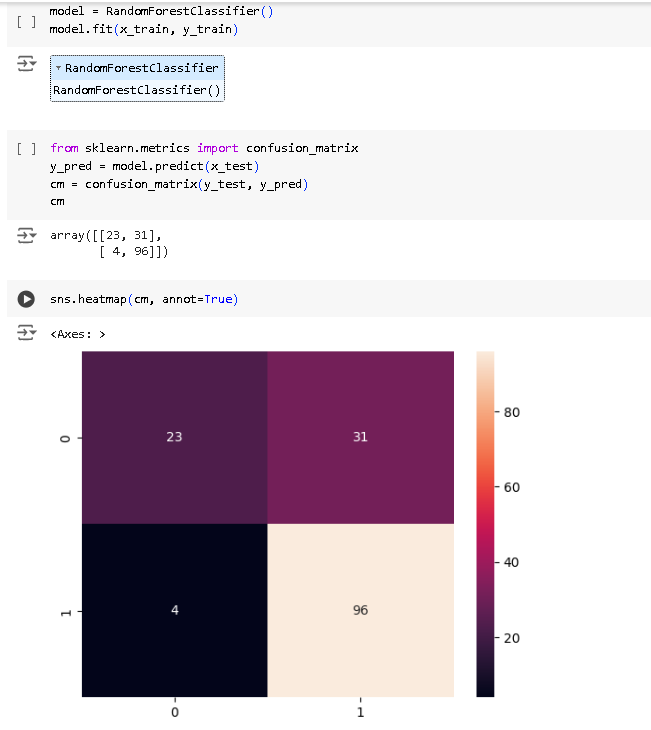 model = RandomForestClassifier()
[ ] model.fit(x_train, y_train)
RandomForestClassifier
RandomForestClassifier()
[ ] from sklearn.metrics import confusion_matrix
y_pred = model.predict(x_test)
cm = confusion_matrix(y_test, y_pred)
cm
array([[23, 31],
[ 4, 96]])
sns.heatmap(cm, annot=True)
<Axes: >
0
23
31
1
4
96
0
1
80
60
40
20